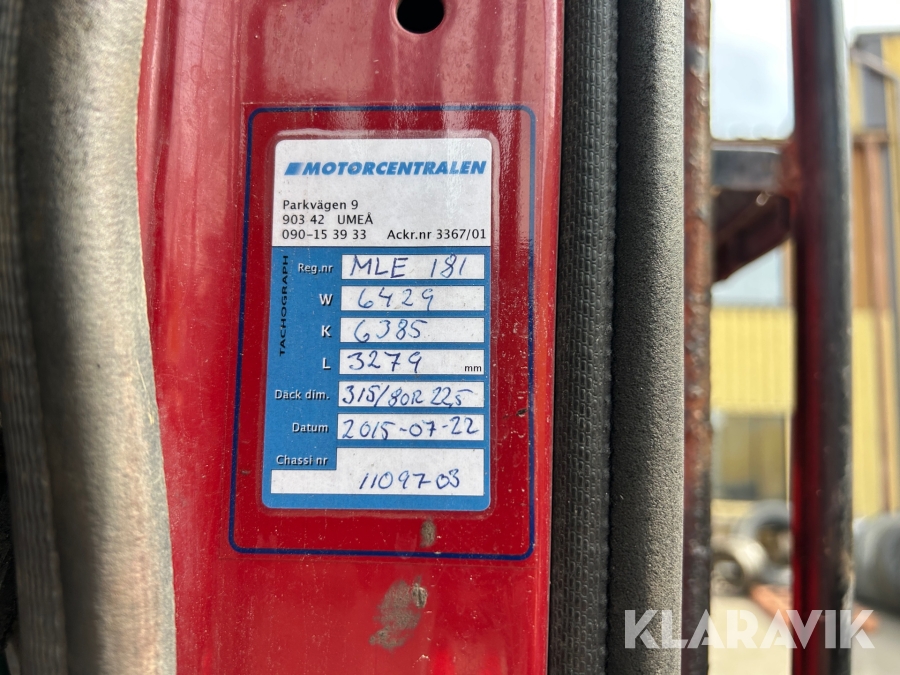 MOTORCENTRALEN
Parkvägen 9
903 42 UMEÅ
090-15 39 33 Ackr.nr 3367/01
TACHOGRAPH
Reg.nr MLE 181
W 6429
K 6385
L 3279 mm
Däck dim. 315/80R 22,5
Datum 2015-07-22
Chassi nr
1109703
KLARAVIK